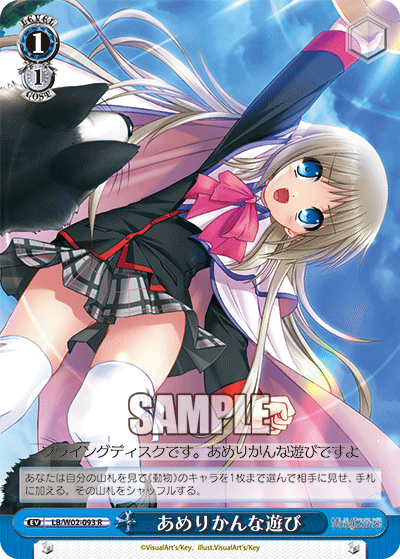 LEVEL
1
1
COST
SAMPLE
フライングディスクです。あめりかんな遊びですよ
あなたは自分の山札を見て《動物》のキャラを1枚まで選んで相手に見せ、手
札に加える。その山札をシャッフルする。
EV LB/W02-093 R
あめりかんな遊び
©VisualArt's/Key. illust.VisualArt's/Key